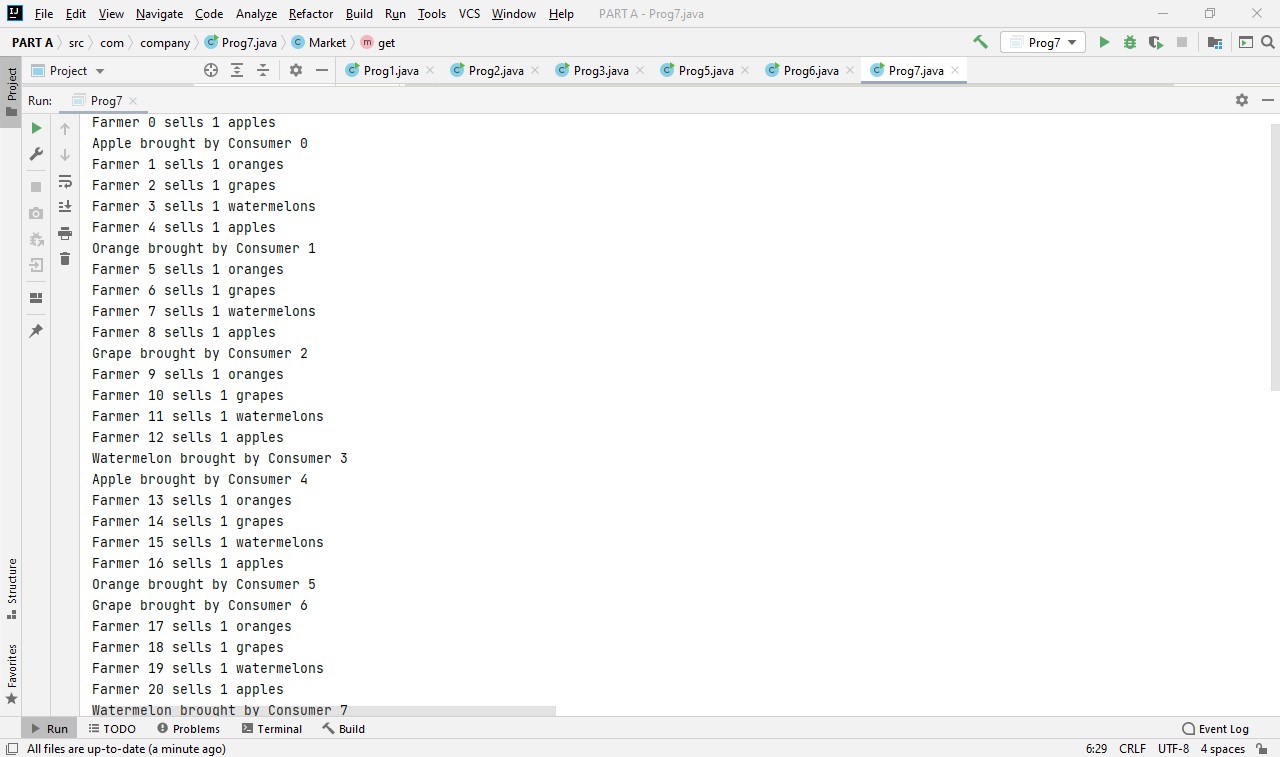 IJ File Edit View Navigate Code Analyze Refactor Build Run Tools VCS Window Help PART A - Prog7.java
PART A src com company Prog7.java Market get Prog7
Project Prog1.java Prog2.java Prog3.java Prog5.java Prog6.java Prog7.java
Project
Run: Prog7
Farmer 0 sells 1 apples
Apple brought by Consumer 0
Farmer 1 sells 1 oranges
Farmer 2 sells 1 grapes
Farmer 3 sells 1 watermelons
Farmer 4 sells 1 apples
Orange brought by Consumer 1
Farmer 5 sells 1 oranges
Farmer 6 sells 1 grapes
Farmer 7 sells 1 watermelons
Farmer 8 sells 1 apples
Grape brought by Consumer 2
Farmer 9 sells 1 oranges
Farmer 10 sells 1 grapes
Farmer 11 sells 1 watermelons
Farmer 12 sells 1 apples
Watermelon brought by Consumer 3
Apple brought by Consumer 4
Farmer 13 sells 1 oranges
Farmer 14 sells 1 grapes
Farmer 15 sells 1 watermelons
Farmer 16 sells 1 apples
Orange brought by Consumer 5
Grape brought by Consumer 6
Farmer 17 sells 1 oranges
Farmer 18 sells 1 grapes
Farmer 19 sells 1 watermelons
Farmer 20 sells 1 apples
Watermelon brought by Consumer 7
Structure
Favorites
Run TODO Problems Terminal Build Event Log
All files are up-to-date (a minute ago) 6:29 CRLF UTF-8 4 spaces